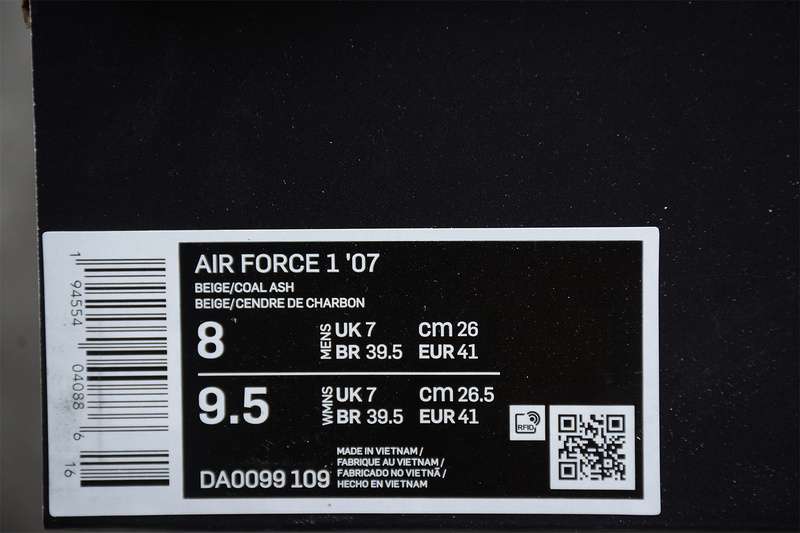 AIR FORCE 1 '07
BEIGE/COAL ASH
BEIGE/CENDRE DE CHARBON
8 MENS UK 7 cm 26
BR 39.5 EUR 41
9.5 WMNS UK 7 cm 26.5
BR 39.5 EUR 41
RFID
MADE IN VIETNAM /
FABRIQUE AU VIETNAM /
FABRICADO NO VIETNÃ /
HECHO EN VIETNAM
DA0099 109
1 94554 04088 6 16